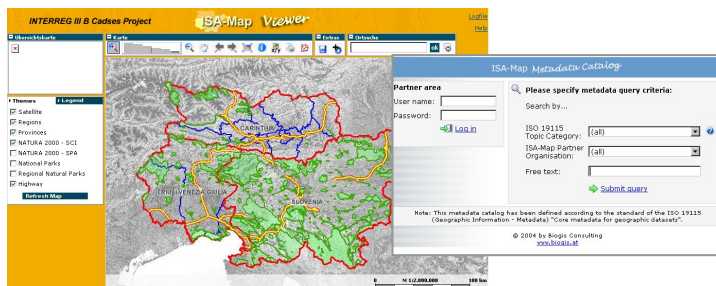 INTERREG III B Cadses Project
ISA-Map Viewer
Logfile
Help
Übersichtskarte
Karte
Extras
Ortsuche
ok
Themes
Legend
Satellite
Regions
Provinces
NATURA 2000 - SCI
NATURA 2000 - SPA
National Parks
Regional Natural Parks
Highway
Refresh Map
CARINTHIA
FRIULI VENEZIA GIULIA
SLOVENIA
0 M 1:2.000.000 100 km
ISA-Map Metadata Catalog
Partner area
User name:
Password:
Log in
Please specify metadata query criteria:
Search by...
ISO 19115
Topic Category:
(all)
ISA-Map Partner
Organisation:
(all)
Free text:
Submit query
Note: This metadata catalog has been defined according to the standard of the ISO 19115
(Geographic Information - Metadata) "Core metadata for geographic datasets".
© 2004 by Biogis Consulting
www.biogis.at